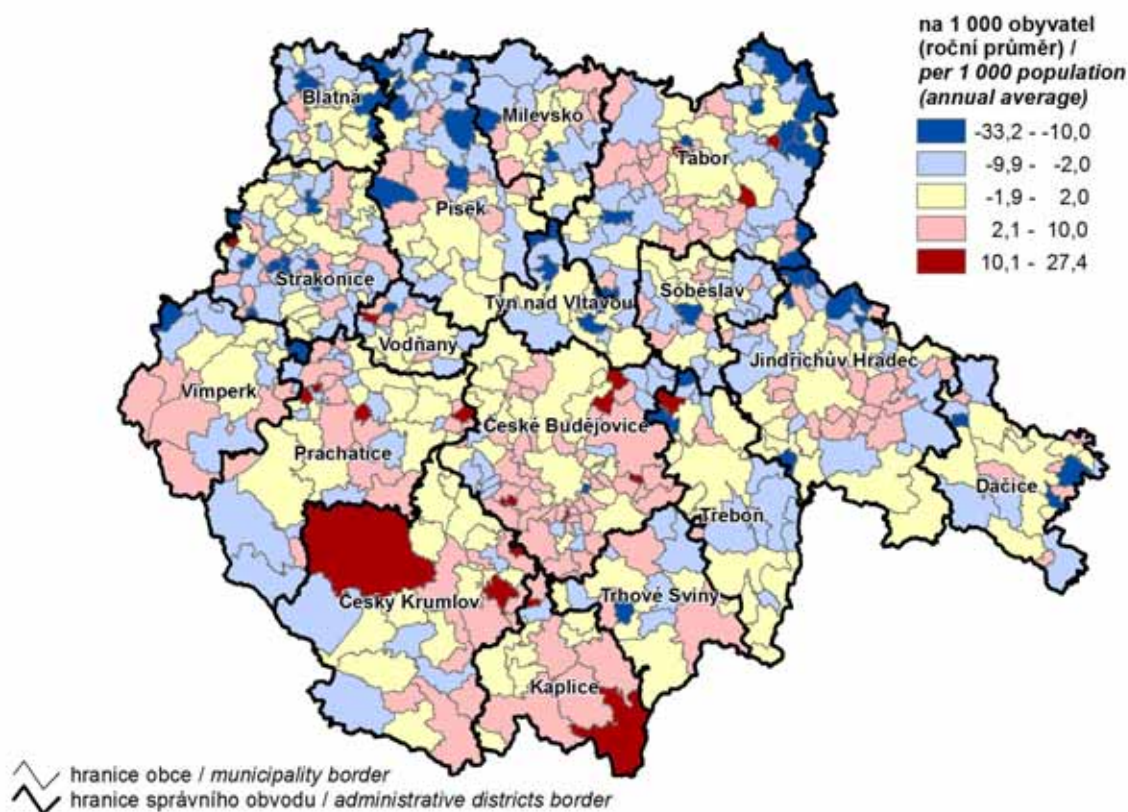 na 1 000 obyvatel
(roční průměr) /
per 1 000 population
(annual average)
-33,2 - -10,0
-9,9 - -2,0
-1,9 - 2,0
2,1 - 10,0
10,1 - 27,4
Blatná
Milevsko
Tábor
Písek
Strakonice
Týn nad Vltavou
Soběslav
Vodňany
Jindřichův Hradec
Vimperk
České Budějovice
Prachatice
Dačice
Třeboň
Český Krumlov
Trhové Sviny
Kaplice
hranice obce / municipality border
hranice správního obvodu / administrative districts border